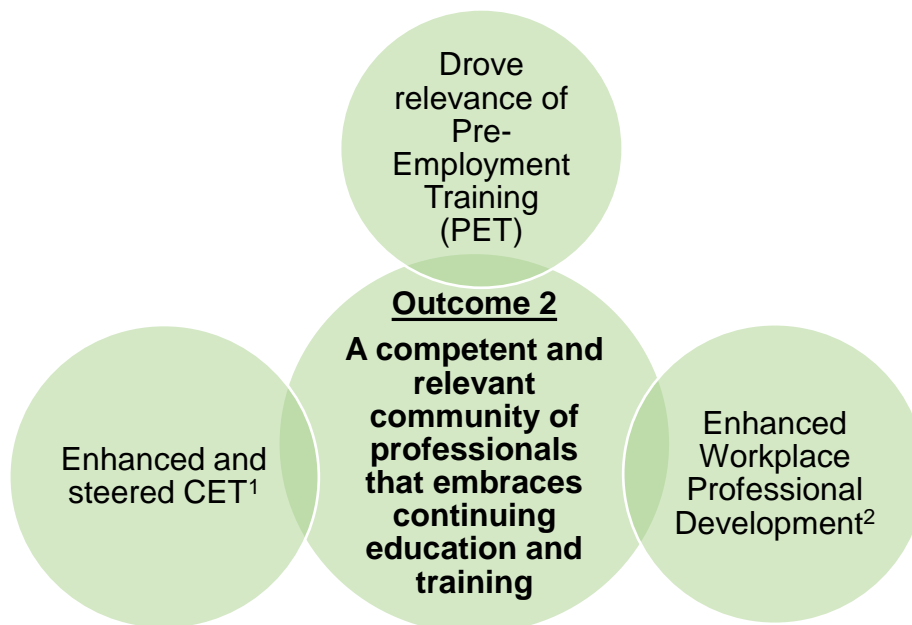 Drove
relevance of
Pre-
Employment
Training
(PET)
Outcome 2
A competent and
relevant
community of
professionals
that embraces
continuing
education and
training
Enhanced and
steered CET¹
Enhanced
Workplace
Professional
Development²